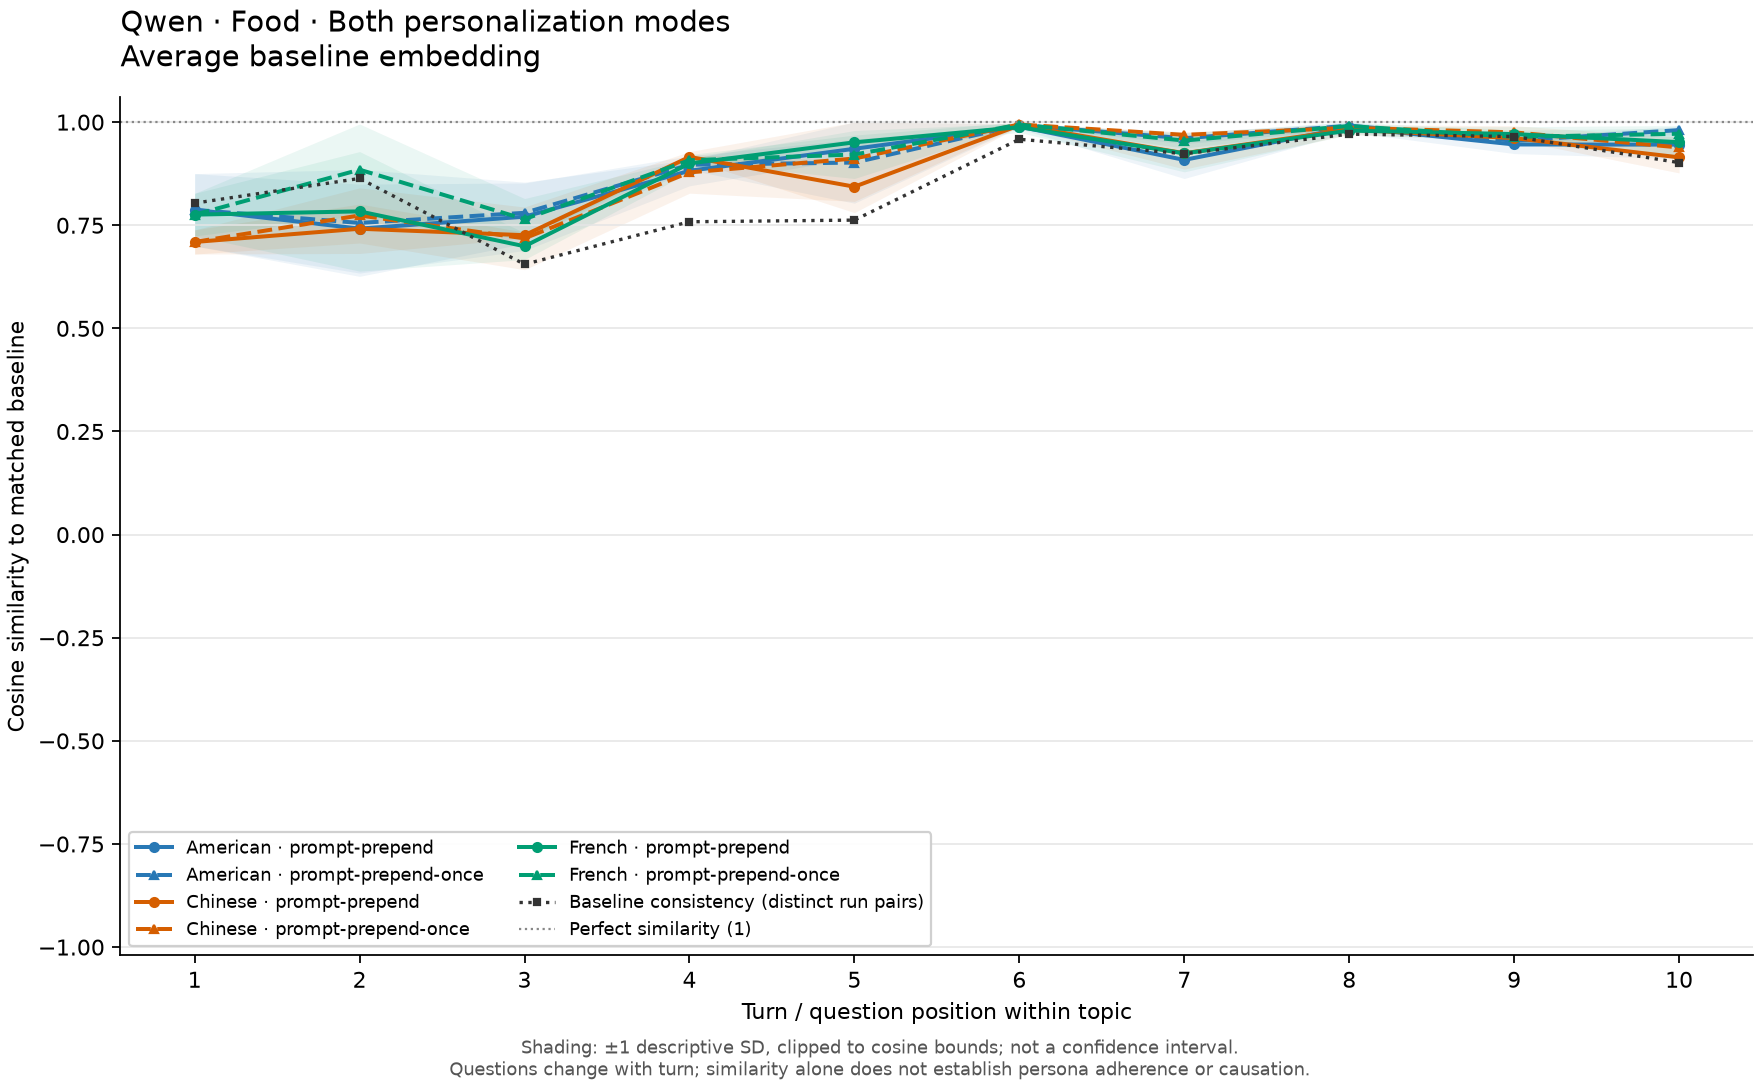 Qwen · Food · Both personalization modes
Average baseline embedding
Cosine similarity to matched baseline
1.00
0.75
0.50
0.25
0.00
−0.25
−0.50
−0.75
−1.00
American · prompt-prepend
American · prompt-prepend-once
Chinese · prompt-prepend
Chinese · prompt-prepend-once
French · prompt-prepend
French · prompt-prepend-once
Baseline consistency (distinct run pairs)
Perfect similarity (1)
1 2 3 4 5 6 7 8 9 10
Turn / question position within topic
Shading: ±1 descriptive SD, clipped to cosine bounds; not a confidence interval.
Questions change with turn; similarity alone does not establish persona adherence or causation.